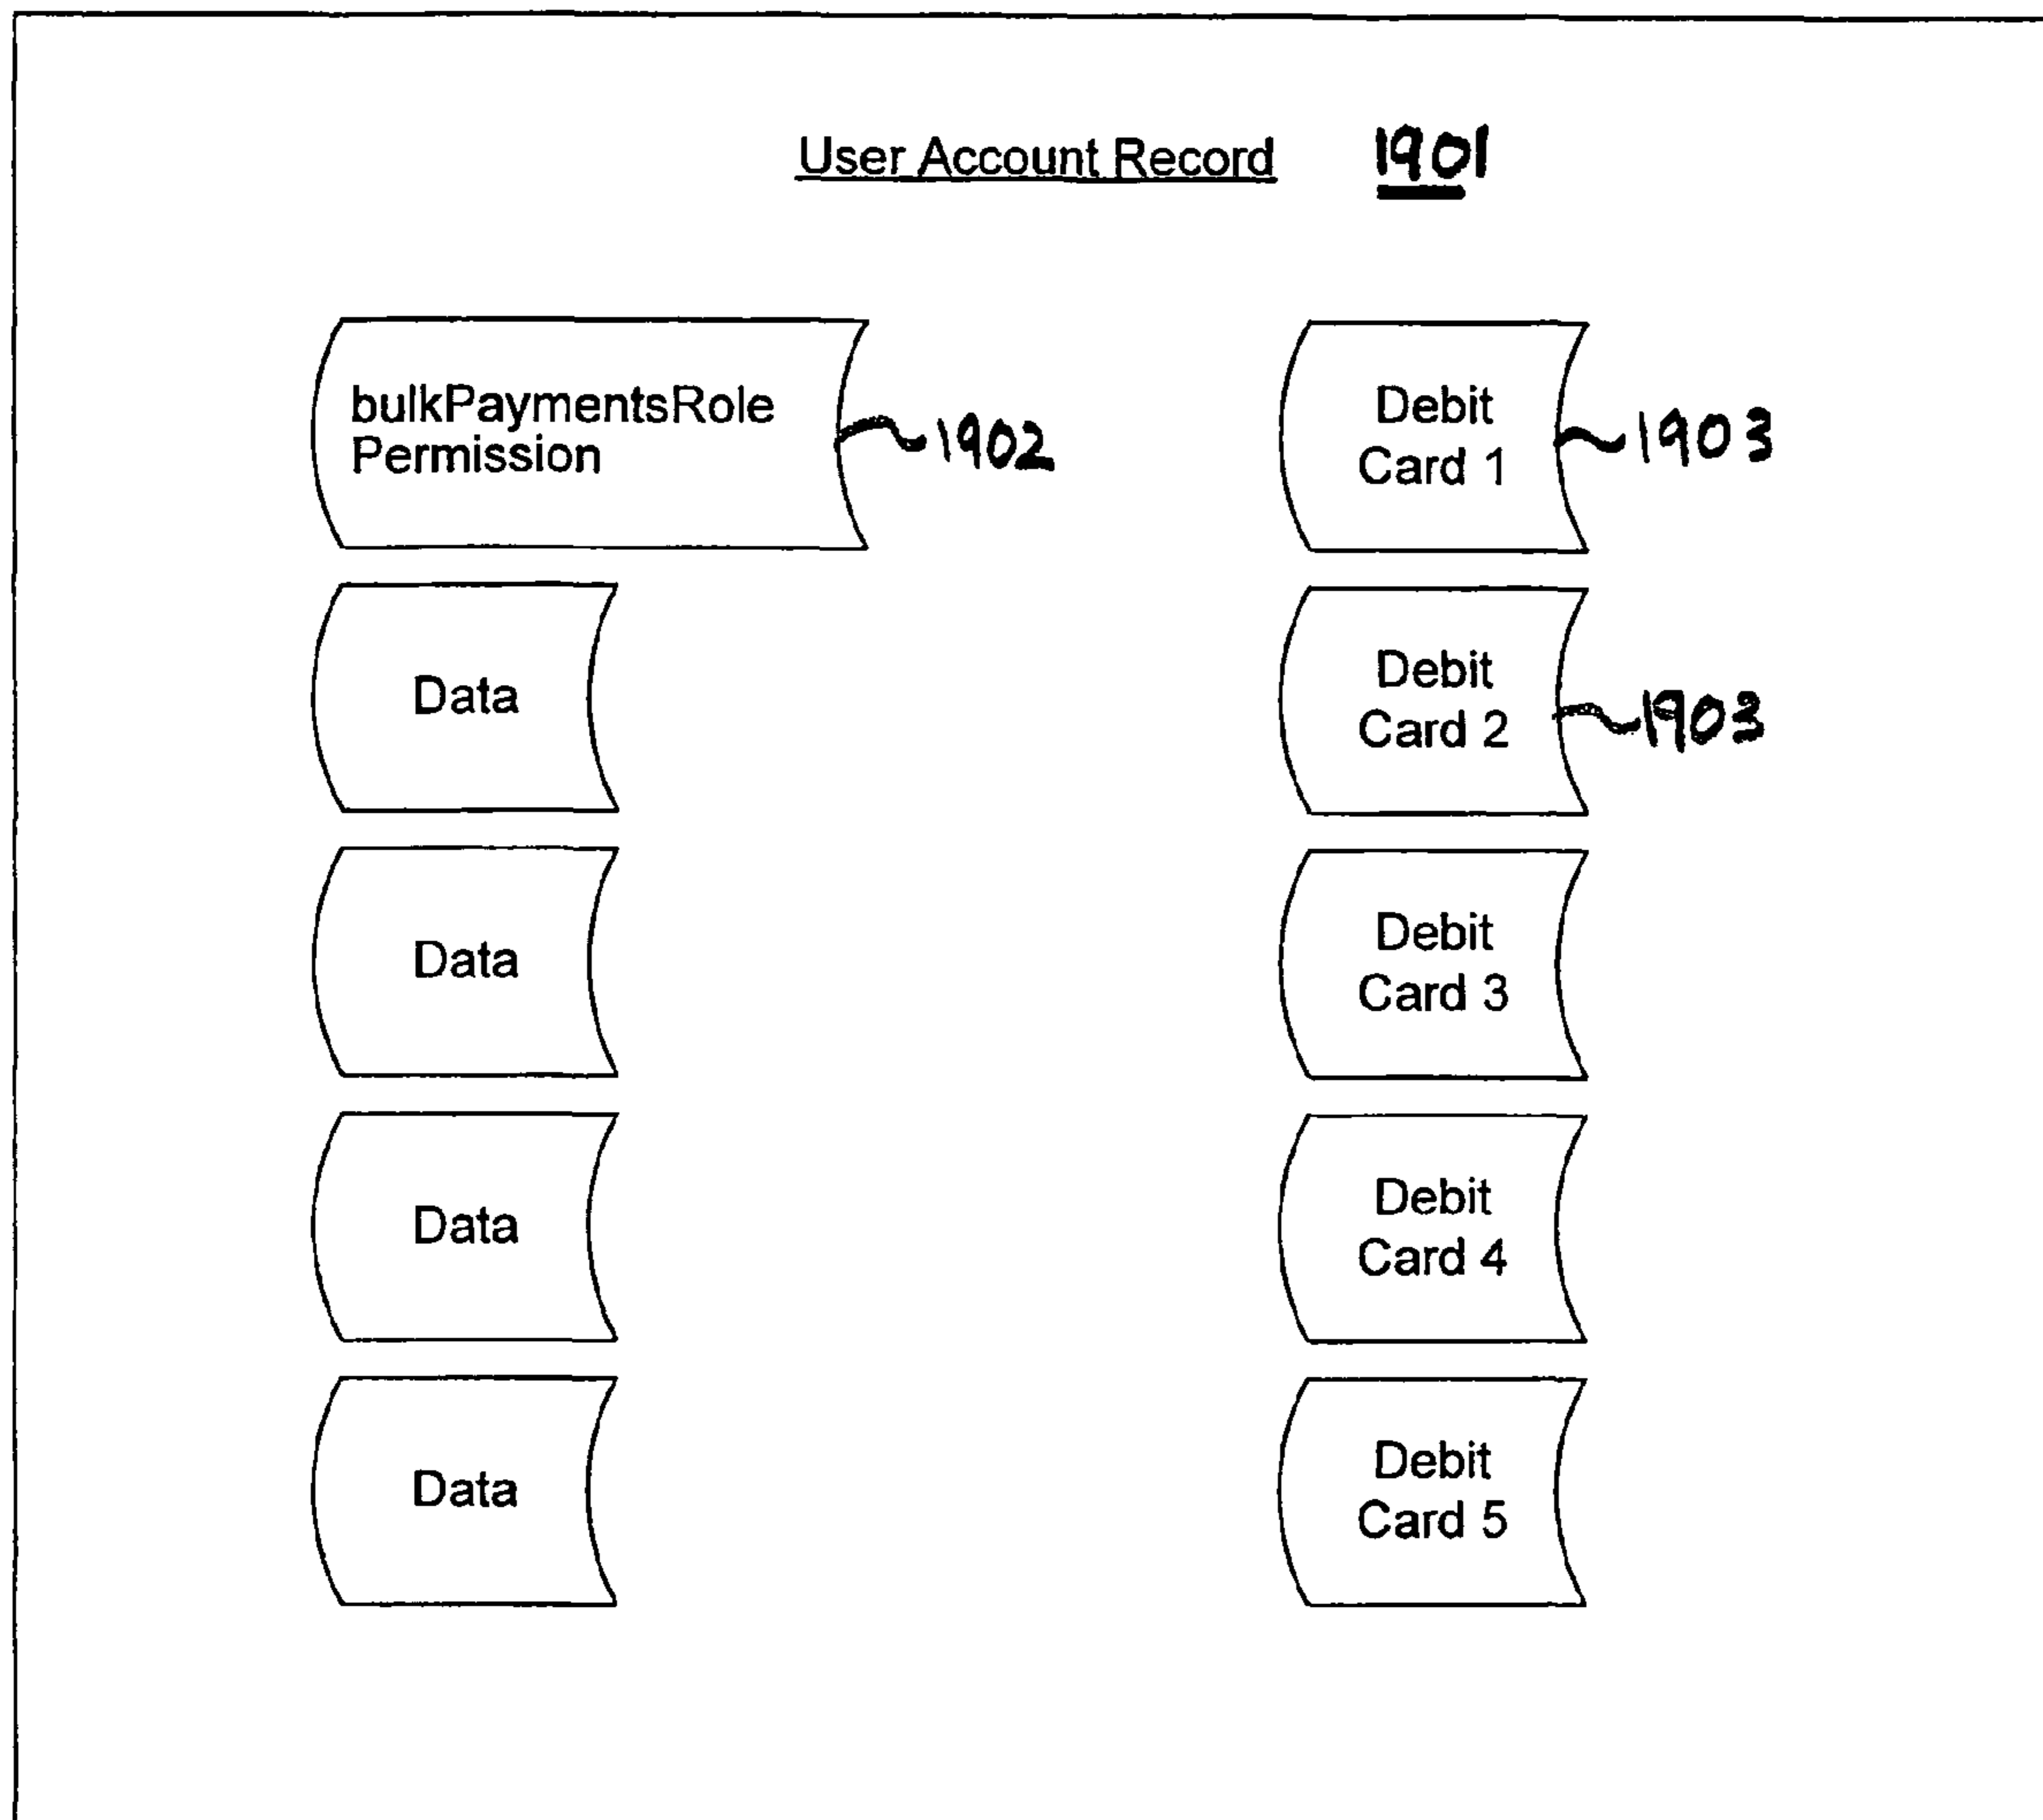 User Account Record 1901
bulkPaymentsRole
Permission
1902
Debit
Card 1
1903
Data
Debit
Card 2
1903
Data
Debit
Card 3
Data
Debit
Card 4
Data
Debit
Card 5